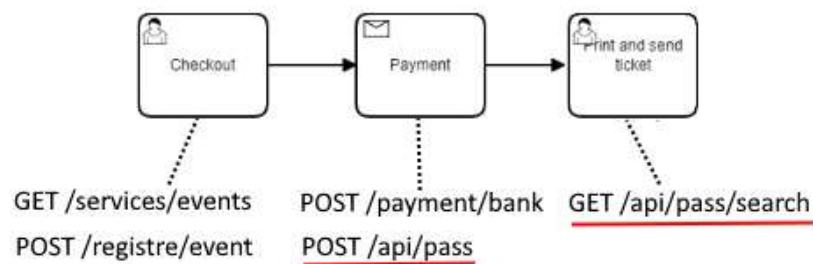 Checkout
Payment
Print and send
ticket
GET /services/events
POST /registre/event
POST /payment/bank
POST /api/pass
GET /api/pass/search